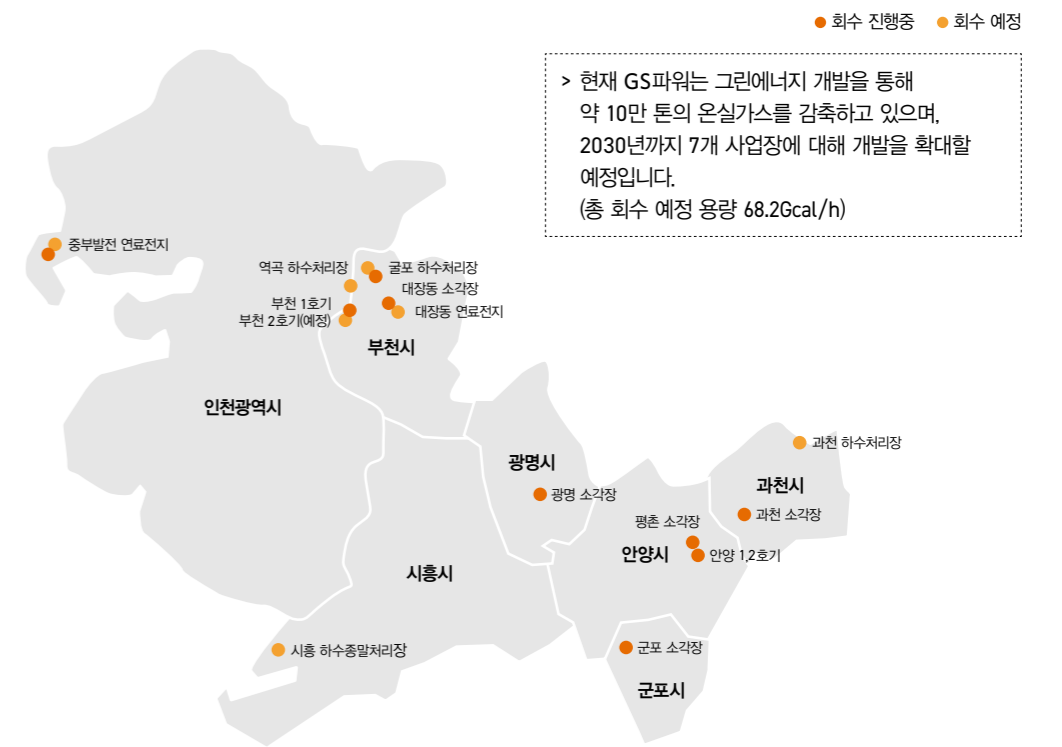 회수 진행중
회수 예정
> 현재 GS파워는 그린에너지 개발을 통해
약 10만 톤의 온실가스를 감축하고 있으며,
2030년까지 7개 사업장에 대해 개발을 확대할
예정입니다.
(총 회수 예정 용량 68.2Gcal/h)
중부발전 연료전지
역곡 하수처리장
굴포 하수처리장
대장동 소각장
부천 1호기
대장동 연료전지
부천 2호기(예정)
부천시
인천광역시
과천 하수처리장
광명시
과천시
광명 소각장
과천 소각장
평촌 소각장
안양시
안양 1,2호기
시흥시
시흥 하수종말처리장
군포 소각장
군포시